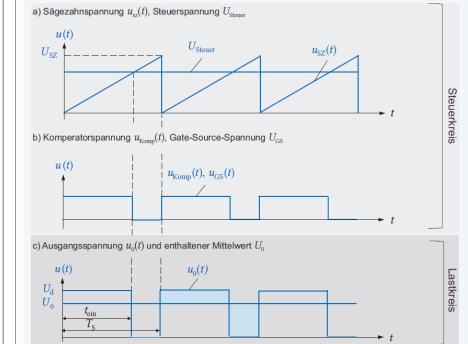 a) Sägezahnspannung u_sz(t), Steuerspannung U_Steuer
u(t)
U_SZ
U_Steuer
u_SZ(t)
t
b) Komperatorspannung u_Komp(t), Gate-Source-Spannung U_GS
u(t)
u_Komp(t), u_GS(t)
t
Steuerkreis
c) Ausgangsspannung u_0(t) und enthaltener Mittelwert U_0
u(t)
u_0(t)
U_d
U_0
t_ein
T_S
t
Lastkreis